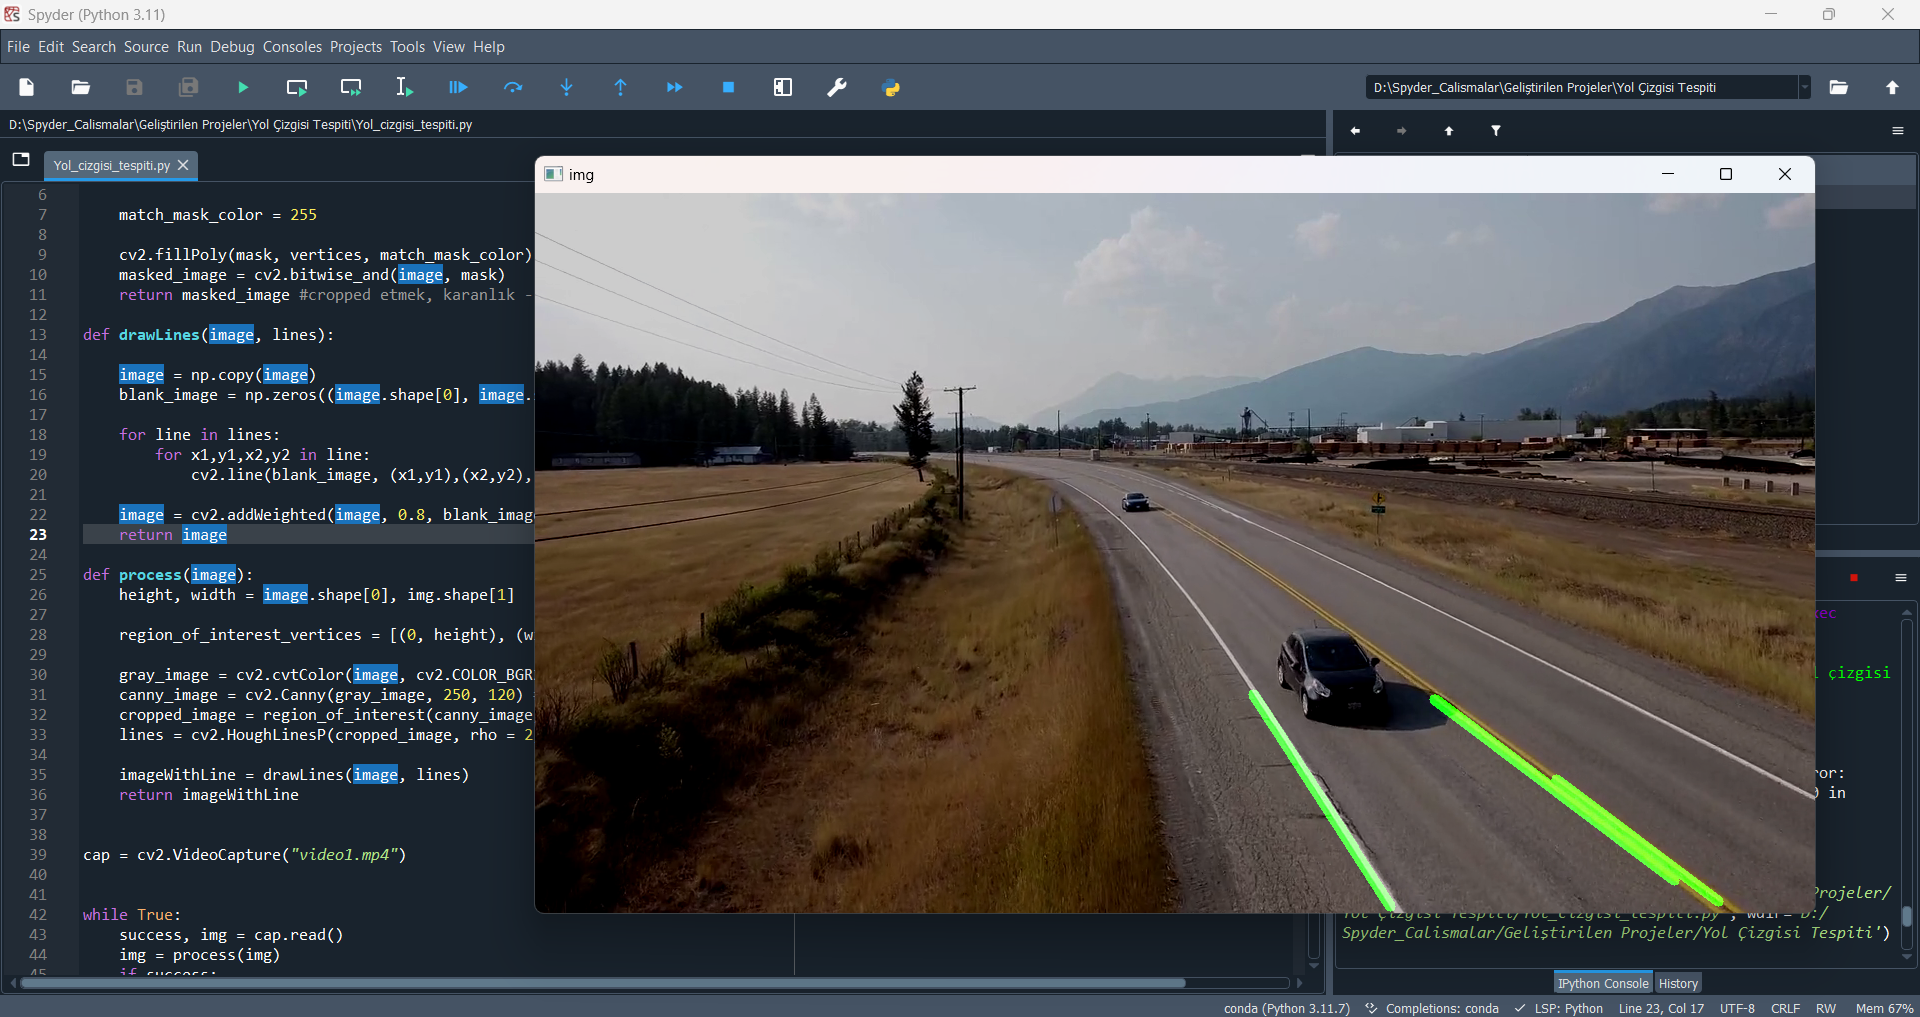 Spyder (Python 3.11)
File Edit Search Source Run Debug Consoles Projects Tools View Help
D:\Spyder_Calismalar\Geliştirilen Projeler\Yol Çizgisi Tespiti
D:\Spyder_Calismalar\Geliştirilen Projeler\Yol Çizgisi Tespiti\Yol_cizgisi_tespiti.py
Yol_cizgisi_tespiti.py
img
6
7 match_mask_color = 255
8
9 cv2.fillPoly(mask, vertices, match_mask_color)
10 masked_image = cv2.bitwise_and(image, mask)
11 return masked_image #cropped etmek, karanlık -
12
13 def drawLines(image, lines):
14
15 image = np.copy(image)
16 blank_image = np.zeros((image.shape[0], image.
17
18 for line in lines:
19 for x1,y1,x2,y2 in line:
20 cv2.line(blank_image, (x1,y1),(x2,y2),
21
22 image = cv2.addWeighted(image, 0.8, blank_imag
23 return image
24
25 def process(image):
26 height, width = image.shape[0], img.shape[1]
27
28 region_of_interest_vertices = [(0, height), (w
29
30 gray_image = cv2.cvtColor(image, cv2.COLOR_BGR
31 canny_image = cv2.Canny(gray_image, 250, 120)
32 cropped_image = region_of_interest(canny_image
33 lines = cv2.HoughLinesP(cropped_image, rho = 2
34
35 imageWithLine = drawLines(image, lines)
36 return imageWithLine
37
38
39 cap = cv2.VideoCapture("video1.mp4")
40
41
42 while True:
43 success, img = cap.read()
44 img = process(img)
45 if success:
çizgisi
or:
in
Projeler/
Yol Çizgisi Tespiti/Yol_cizgisi_tespiti.py', wdir='D:/
Spyder_Calismalar/Geliştirilen Projeler/Yol Çizgisi Tespiti')
IPython Console History
conda (Python 3.11.7) Completions: conda LSP: Python Line 23, Col 17 UTF-8 CRLF RW Mem 67%